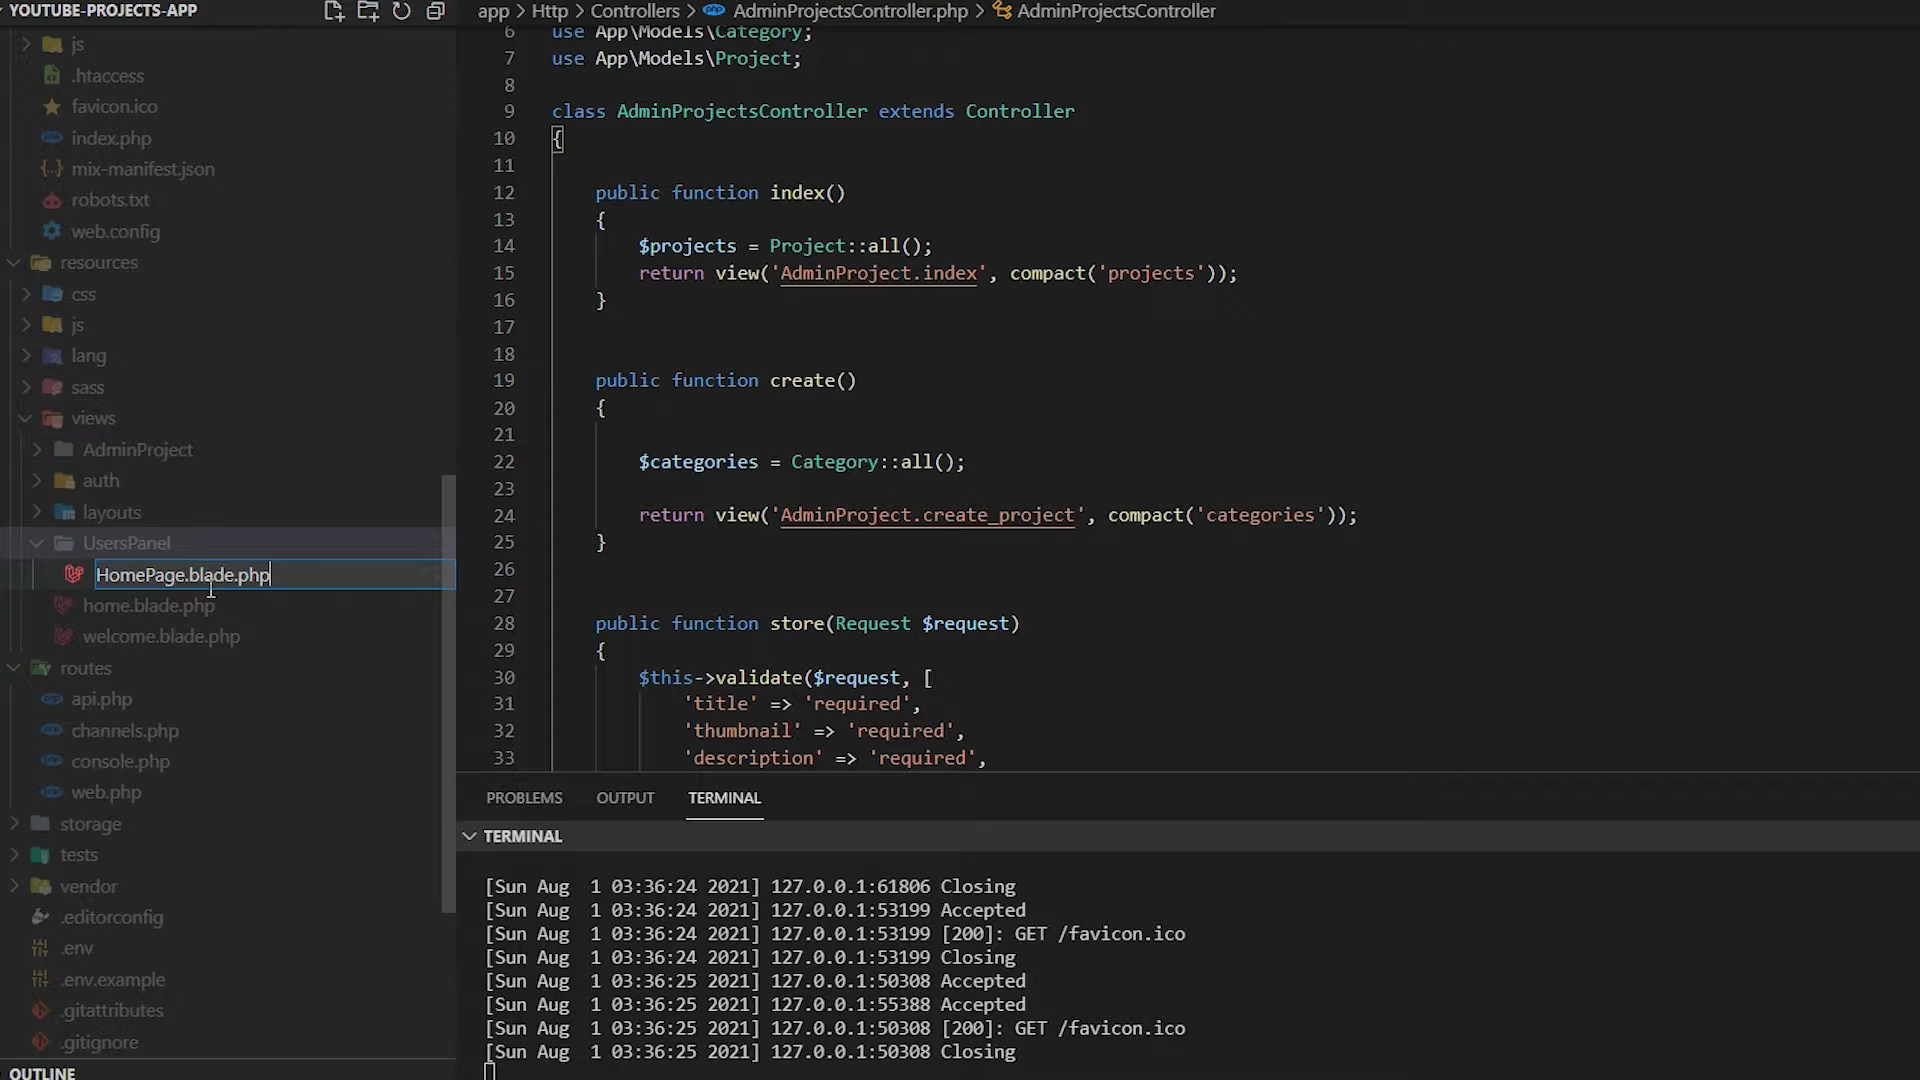 YOUTUBE-PROJECTS-APP
js
.htaccess
favicon.ico
index.php
mix-manifest.json
robots.txt
web.config
resources
css
js
lang
sass
views
AdminProject
auth
layouts
UsersPanel
HomePage.blade.php
home.blade.php
welcome.blade.php
routes
api.php
channels.php
console.php
web.php
storage
tests
vendor
.editorconfig
.env
.env.example
.gitattributes
.gitignore
OUTLINE
app > Http > Controllers > AdminProjectsController.php > AdminProjectsController
6 use App\Models\Category;
7 use App\Models\Project;
8
9 class AdminProjectsController extends Controller
10 {
11
12 public function index()
13 {
14 $projects = Project::all();
15 return view('AdminProject.index', compact('projects'));
16 }
17
18
19 public function create()
20 {
21
22 $categories = Category::all();
23
24 return view('AdminProject.create_project', compact('categories'));
25 }
26
27
28 public function store(Request $request)
29 {
30 $this->validate($request, [
31 'title' => 'required',
32 'thumbnail' => 'required',
33 'description' => 'required',
PROBLEMS OUTPUT TERMINAL
TERMINAL
[Sun Aug  1 03:36:24 2021] 127.0.0.1:61806 Closing
[Sun Aug  1 03:36:24 2021] 127.0.0.1:53199 Accepted
[Sun Aug  1 03:36:24 2021] 127.0.0.1:53199 [200]: GET /favicon.ico
[Sun Aug  1 03:36:24 2021] 127.0.0.1:53199 Closing
[Sun Aug  1 03:36:25 2021] 127.0.0.1:50308 Accepted
[Sun Aug  1 03:36:25 2021] 127.0.0.1:55388 Accepted
[Sun Aug  1 03:36:25 2021] 127.0.0.1:50308 [200]: GET /favicon.ico
[Sun Aug  1 03:36:25 2021] 127.0.0.1:50308 Closing